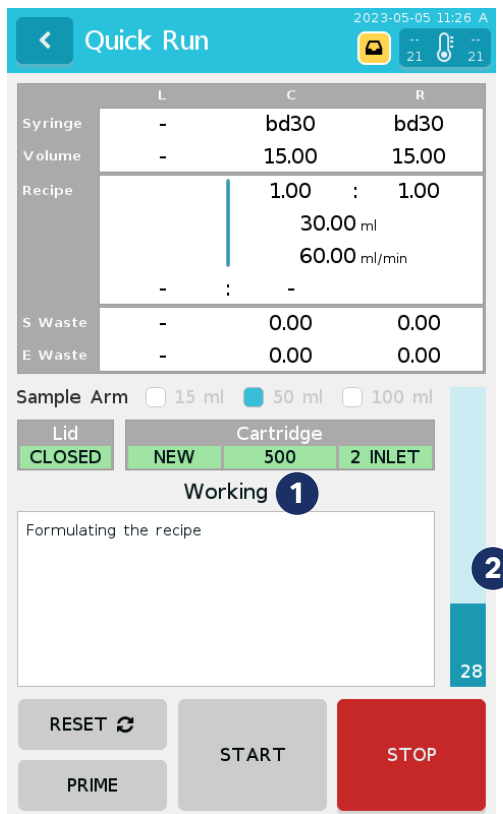 2023-05-05 11:26 A
Quick Run
-- --
21 21
L C R
Syringe - bd30 bd30
Volume - 15.00 15.00
Recipe 1.00 : 1.00
30.00 ml
60.00 ml/min
- : -
S Waste - 0.00 0.00
E Waste - 0.00 0.00
Sample Arm 15 ml 50 ml 100 ml
Lid Cartridge
CLOSED NEW 500 2 INLET
Working 1
Formulating the recipe
2
28
RESET
START
STOP
PRIME